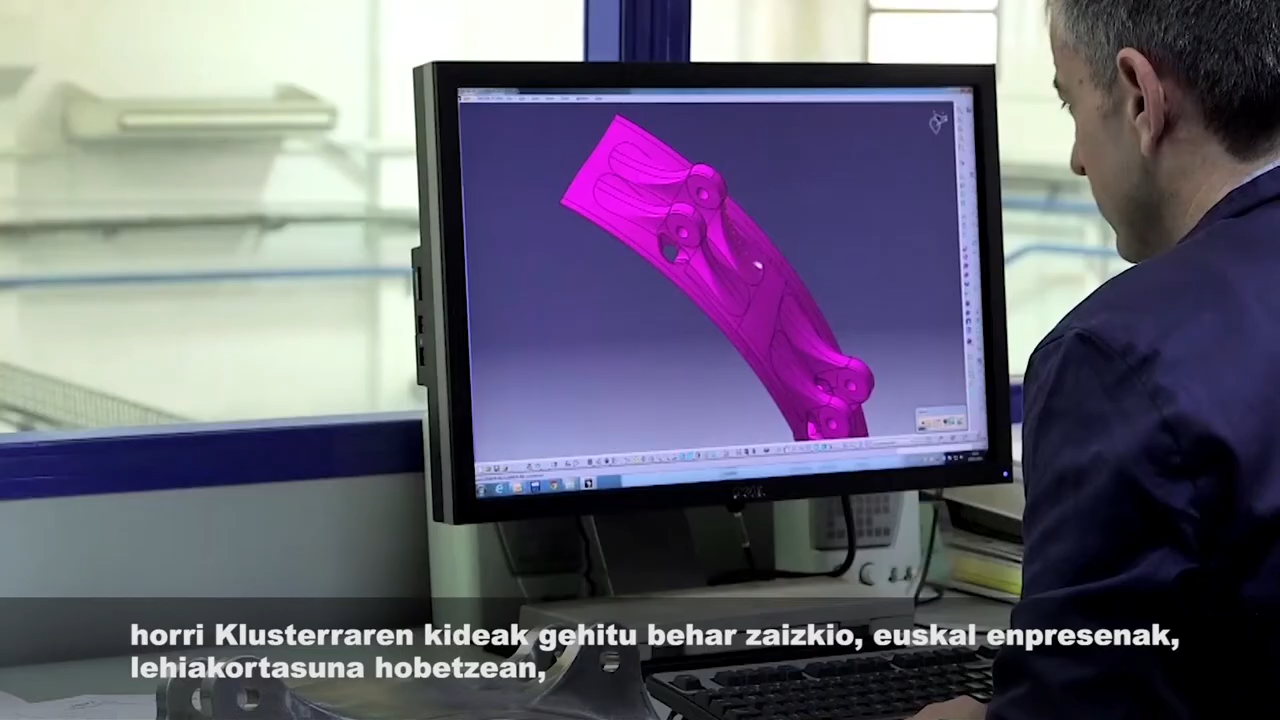 horri Klusterraren kideak gehitu behar zaizkio, euskal enpresenak,
lehiakortasuna hobetzean,